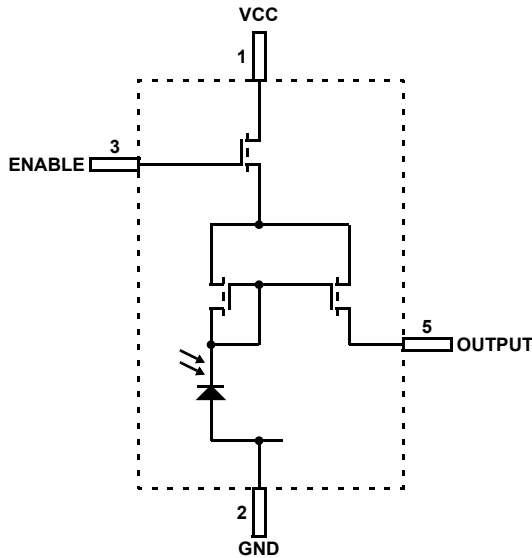 VCC
1
3
ENABLE
5
OUTPUT
2
GND